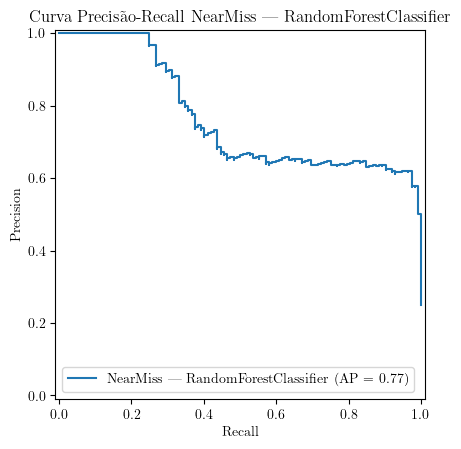 Curva Precisão-Recall NearMiss — RandomForestClassifier
1.0
0.8
0.6
0.4
0.2
0.0
Precision
NearMiss — RandomForestClassifier (AP = 0.77)
0.0 0.2 0.4 0.6 0.8 1.0
Recall